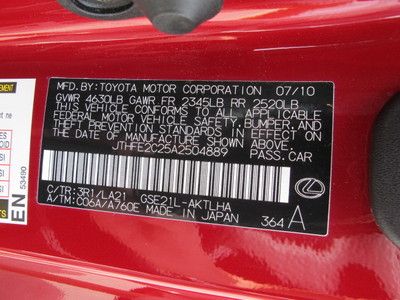 MFD.BY:TOYOTA MOTOR CORPORATION 07/10
GVWR 4630LB GAWR FR 2345LB RR 2520LB
THIS VEHICLE CONFORMS TO ALL APPLICABLE
FEDERAL MOTOR VEHICLE SAFETY,BUMPER,AND
THEFT PREVENTION STANDARDS IN EFFECT ON
THE DATE OF MANUFACTURE SHOWN ABOVE.
JTHFE2C25A2504889 PASS.CAR
C/TR:3R1/LA21 GSE21L-AKTLHA
A/TM:C06A/A760E MADE IN JAPAN
364 A
EN
53490